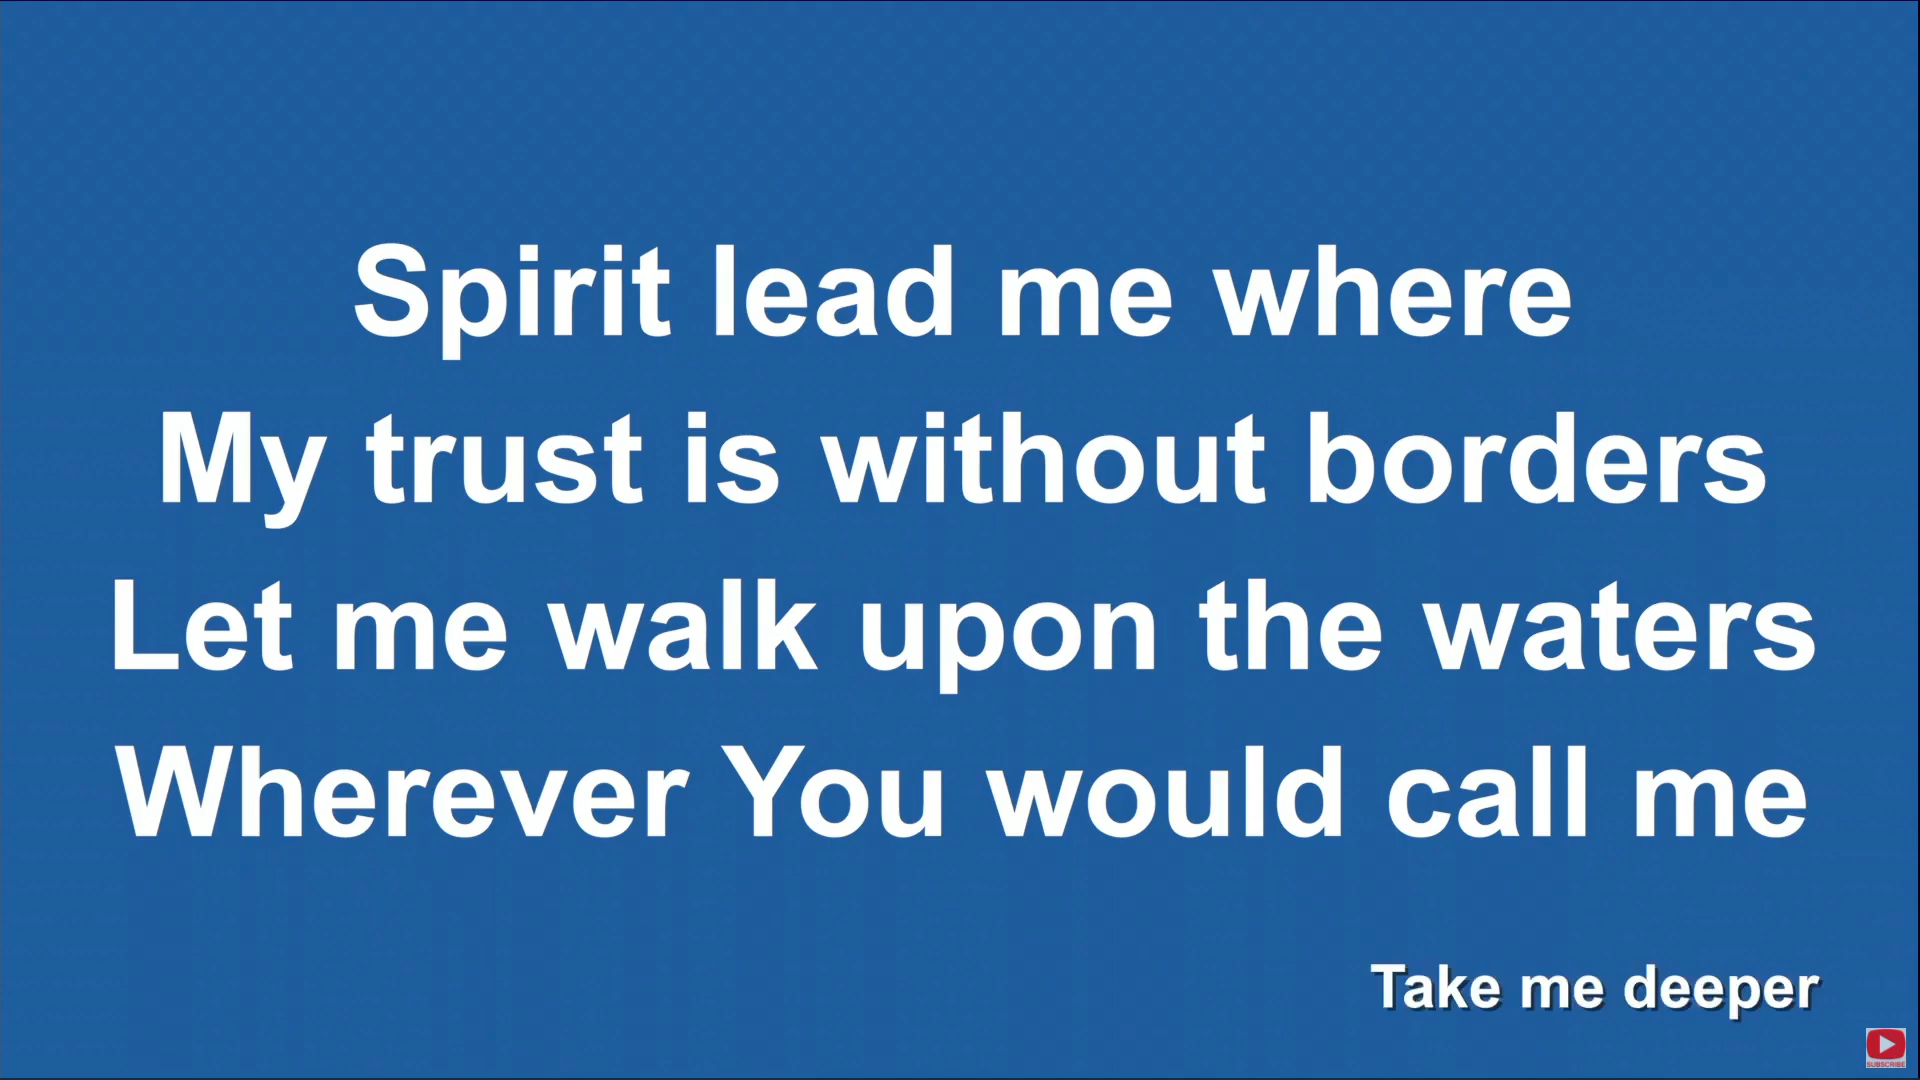 Spirit lead me where
My trust is without borders
Let me walk upon the waters
Wherever You would call me
Take me deeper
SUBSCRIBE